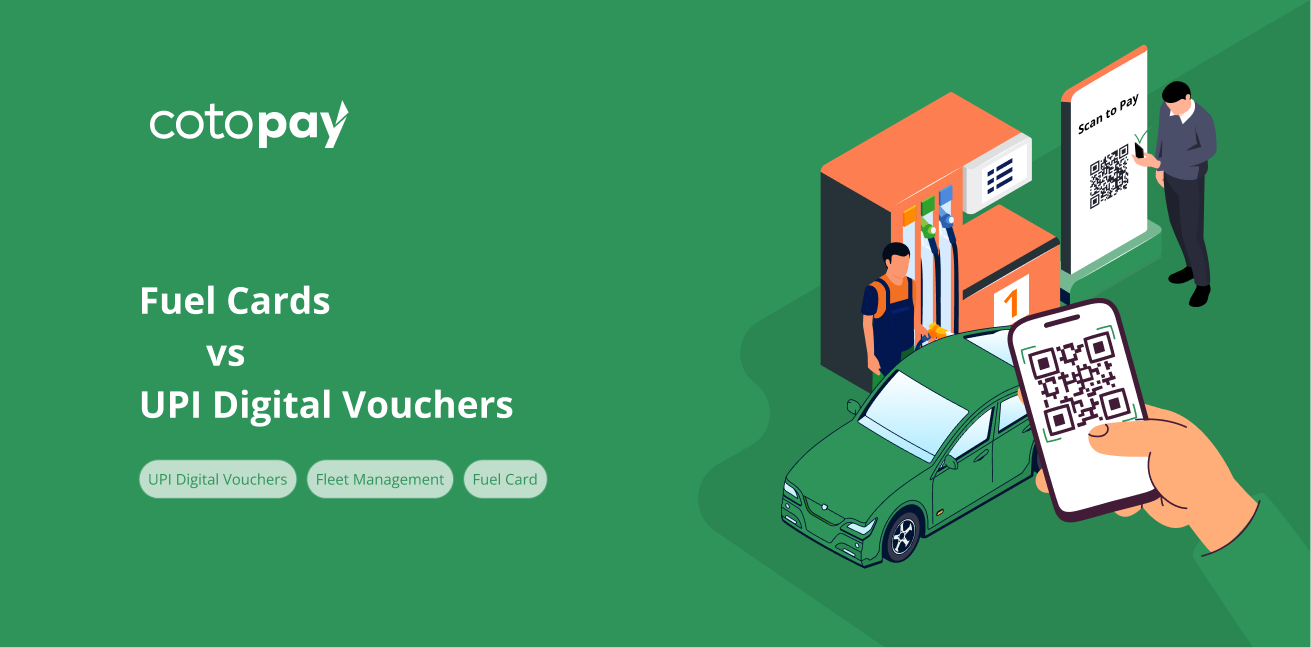 cotopay
Fuel Cards
vs
UPI Digital Vouchers
UPI Digital Vouchers
Fleet Management
Fuel Card
Scan to Pay
1